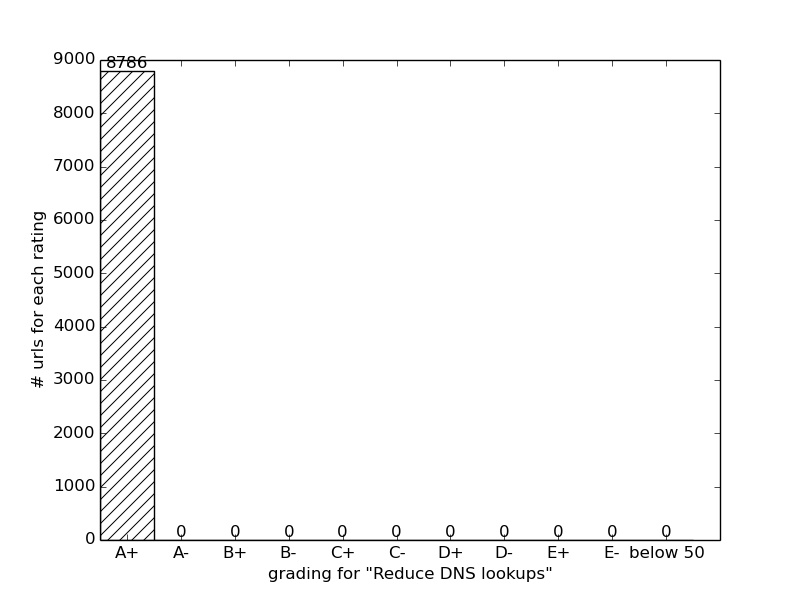 # urls for each rating
9000
8000
7000
6000
5000
4000
3000
2000
1000
0
8786
0 0 0 0 0 0 0 0 0 0
A+ A- B+ B- C+ C- D+ D- E+ E- below 50
grading for "Reduce DNS lookups"